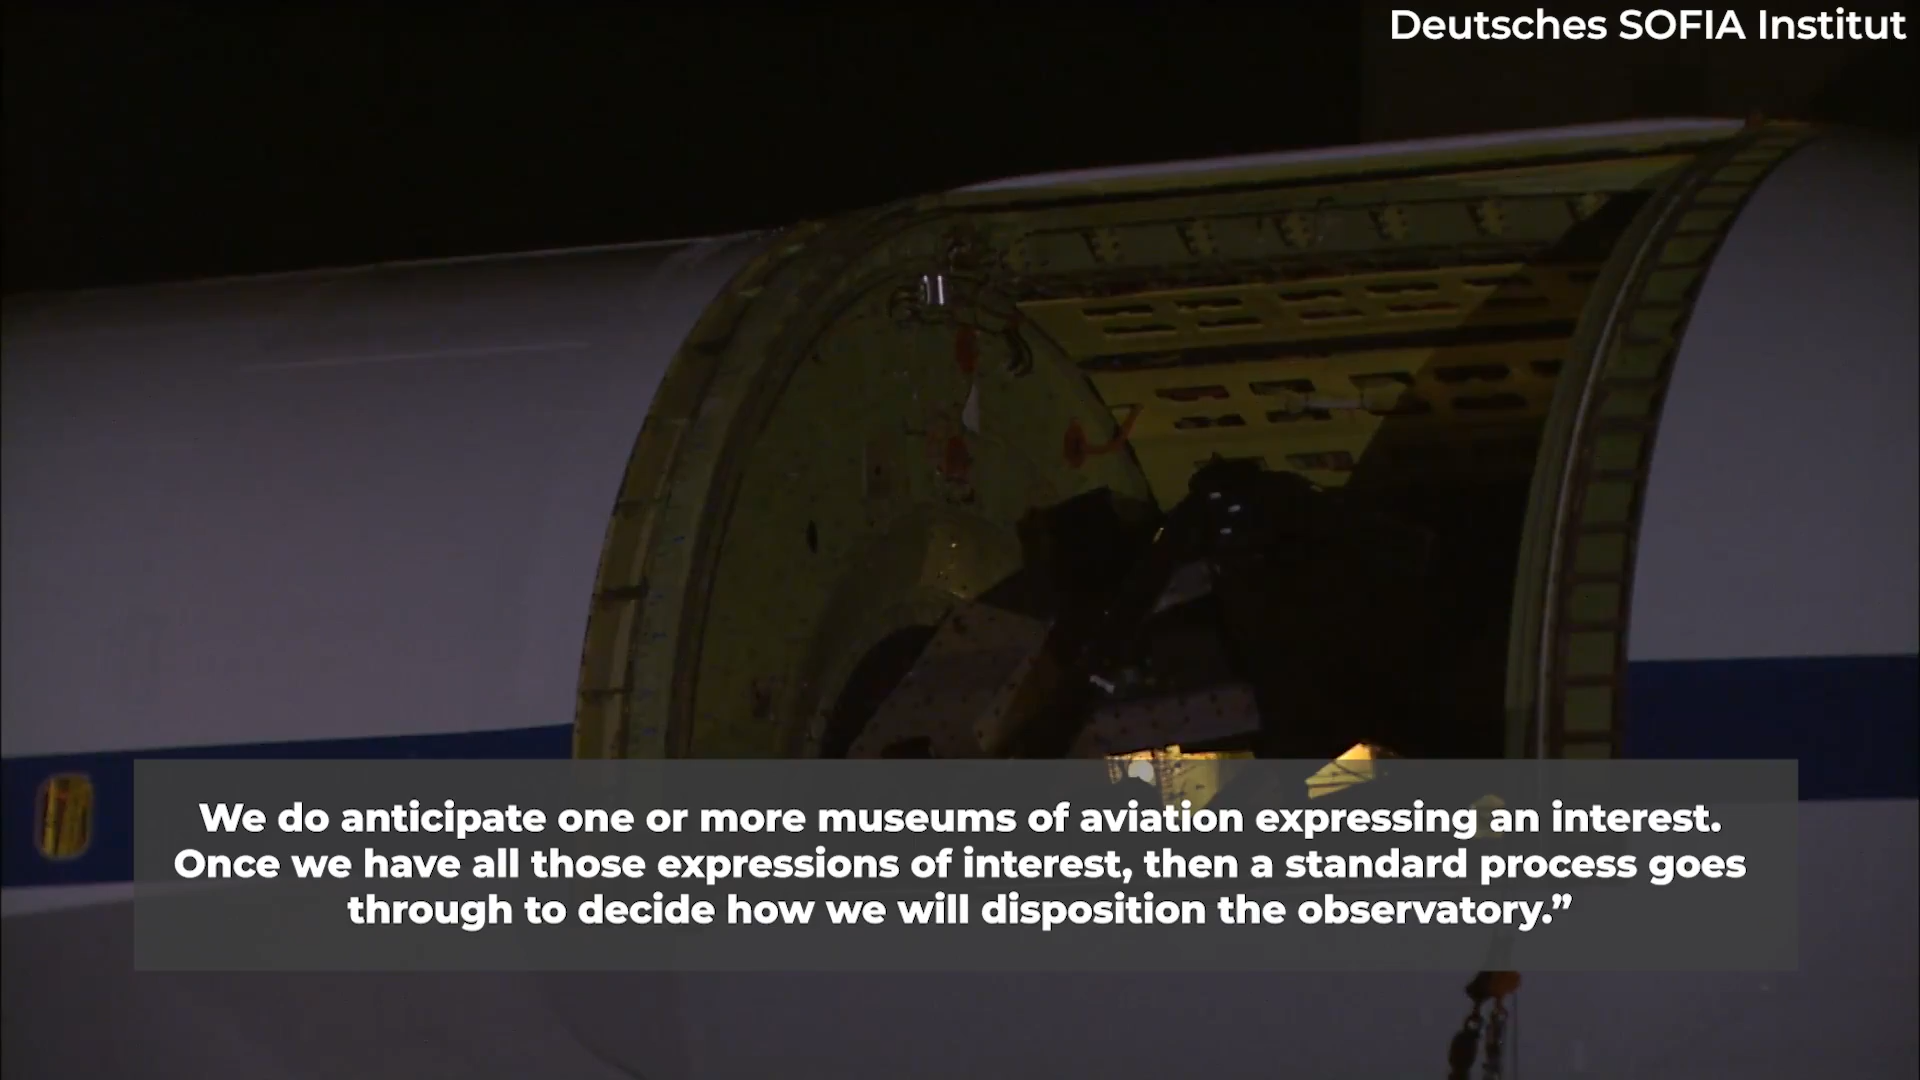 Deutsches SOFIA Institut
We do anticipate one or more museums of aviation expressing an interest.
Once we have all those expressions of interest, then a standard process goes
through to decide how we will disposition the observatory.”